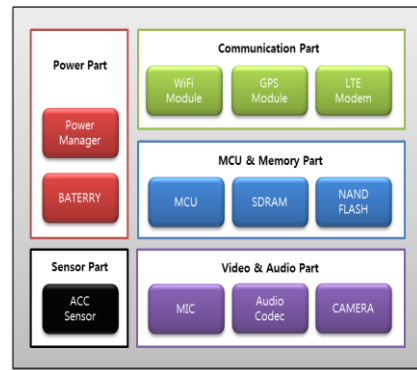 Power Part
Power
Manager
BATERRY
Communication Part
WiFi
Module
GPS
Module
LTE
Modem
MCU & Memory Part
MCU
SDRAM
NAND
FLASH
Sensor Part
ACC
Sensor
Video & Audio Part
MIC
Audio
Codec
CAMERA